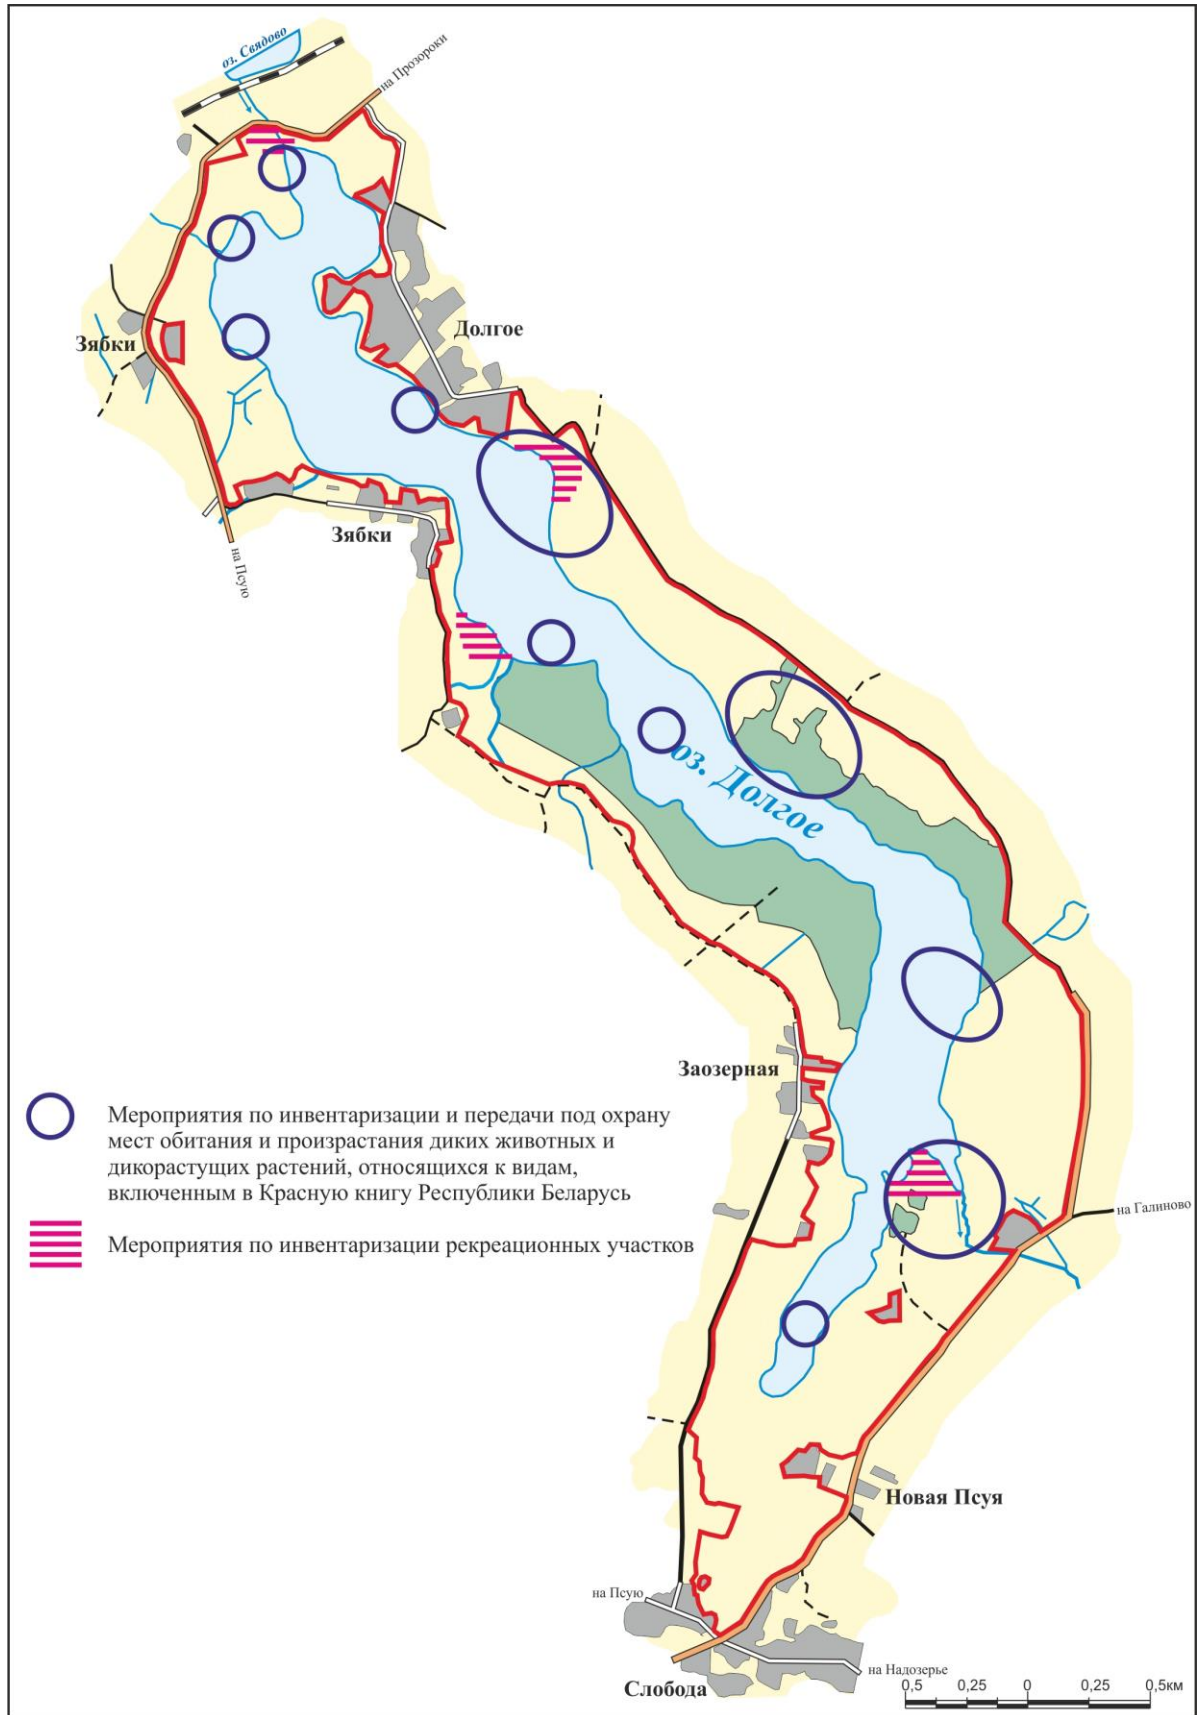 оз. Свядово
на Прозороки
Долгое
Зябки
Зябки
на Псую
оз. Долгое
Заозерная
Мероприятия по инвентаризации и передачи под охрану
мест обитания и произрастания диких животных и
дикорастущих растений, относящихся к видам,
включенным в Красную книгу Республики Беларусь
на Галиново
Мероприятия по инвентаризации рекреационных участков
Новая Псуя
на Псую
на Надозерье
Слобода
0,5 0,25 0 0,25 0,5км